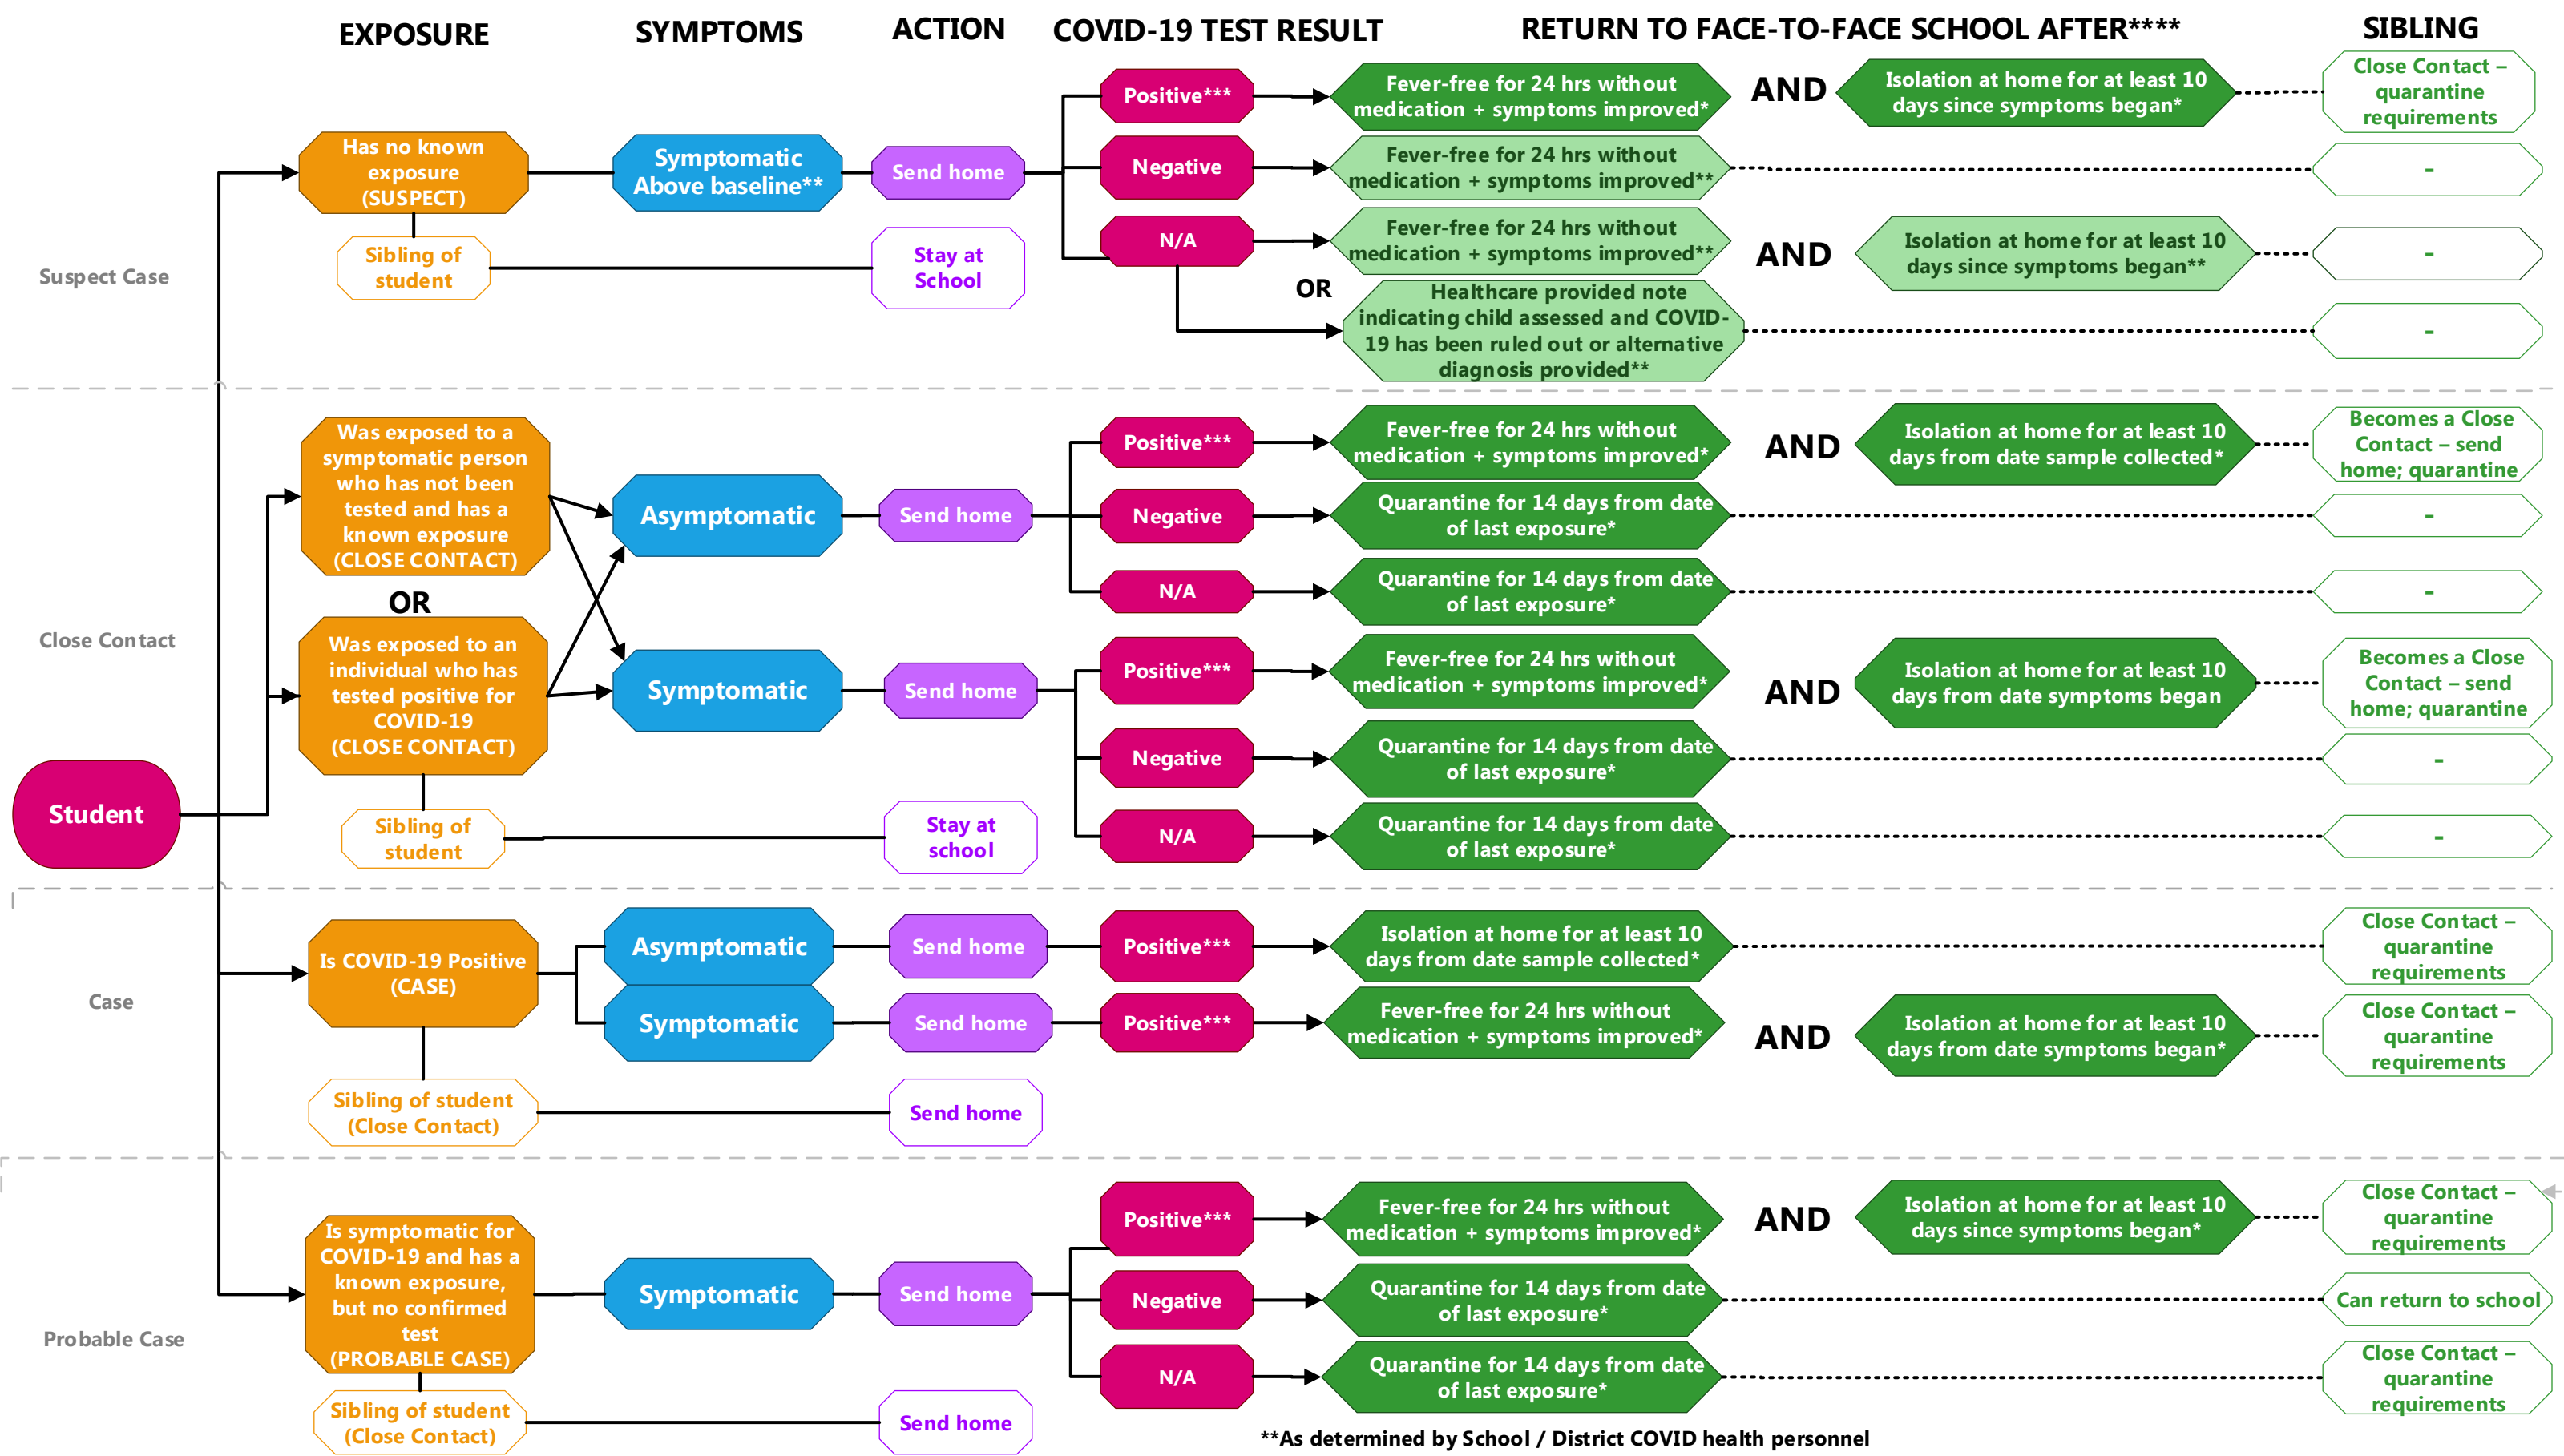 EXPOSURE
SYMPTOMS
ACTION
COVID-19 TEST RESULT
RETURN TO FACE-TO-FACE SCHOOL AFTER****
SIBLING
Suspect Case
Has no known
exposure
(SUSPECT)
Sibling of
student
Symptomatic
Above baseline**
Send home
Stay at
School
Positive***
Fever-free for 24 hrs without
medication + symptoms improved*
AND
Isolation at home for at least 10
days since symptoms began*
Close Contact –
quarantine
requirements
Negative
Fever-free for 24 hrs without
medication + symptoms improved**
-
N/A
Fever-free for 24 hrs without
medication + symptoms improved**
AND
Isolation at home for at least 10
days since symptoms began**
-
OR
Healthcare provided note
indicating child assessed and COVID-
19 has been ruled out or alternative
diagnosis provided**
-
Close Contact
Was exposed to a
symptomatic person
who has not been
tested and has a
known exposure
(CLOSE CONTACT)
OR
Was exposed to an
individual who has
tested positive for
COVID-19
(CLOSE CONTACT)
Sibling of
student
Stay at
school
Asymptomatic
Send home
Positive***
Fever-free for 24 hrs without
medication + symptoms improved*
AND
Isolation at home for at least 10
days from date sample collected*
Becomes a Close
Contact – send
home; quarantine
Negative
Quarantine for 14 days from date
of last exposure*
-
N/A
Quarantine for 14 days from date
of last exposure*
-
Symptomatic
Send home
Positive***
Fever-free for 24 hrs without
medication + symptoms improved*
AND
Isolation at home for at least 10
days from date symptoms began
Becomes a Close
Contact – send
home; quarantine
Negative
Quarantine for 14 days from date
of last exposure*
-
N/A
Quarantine for 14 days from date
of last exposure*
-
Student
Case
Is COVID-19 Positive
(CASE)
Sibling of student
(Close Contact)
Send home
Asymptomatic
Send home
Positive***
Isolation at home for at least 10
days from date sample collected*
Close Contact –
quarantine
requirements
Symptomatic
Send home
Positive***
Fever-free for 24 hrs without
medication + symptoms improved*
AND
Isolation at home for at least 10
days from date symptoms began*
Close Contact –
quarantine
requirements
Probable Case
Is symptomatic for
COVID-19 and has a
known exposure,
but no confirmed
test
(PROBABLE CASE)
Sibling of student
(Close Contact)
Send home
Symptomatic
Send home
Positive***
Fever-free for 24 hrs without
medication + symptoms improved*
AND
Isolation at home for at least 10
days since symptoms began*
Close Contact –
quarantine
requirements
Negative
Quarantine for 14 days from date
of last exposure*
Can return to school
N/A
Quarantine for 14 days from date
of last exposure*
Close Contact –
quarantine
requirements
**As determined by School / District COVID health personnel